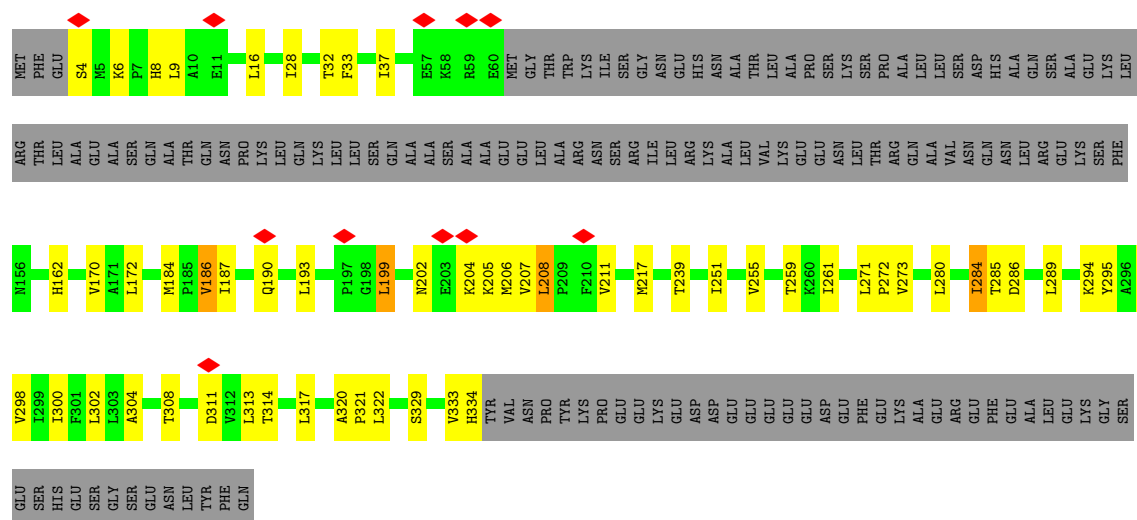 MET PHE GLU S4 M5 K6 P7 H8 L9 A10 E11 L16 I28 T32 F33 I37 E57 K58 R59 E60 MET GLY THR TRP LYS ILE SER GLY ASN GLU HIS ASN ALA THR LEU ALA PRO SER LYS SER PRO ALA LEU LEU SER ASP HIS ALA GLN SER ALA GLU LYS LEU
ARG THR LEU ALA GLU ALA SER GLN ALA THR GLN ASN PRO LYS LEU GLN LYS LEU LEU SER GLN ALA ALA SER ALA ALA GLU GLU LEU ALA ARG ASN SER ARG ILE LEU ARG LYS ALA LEU VAL LYS GLU GLU ASN LEU THR ARG GLN ALA VAL ASN GLN ASN LEU ARG GLU LYS SER PHE
N156 H162 V170 A171 L172 M184 P185 V186 I187 Q190 L193 P197 G198 L199 N202 E203 K204 K205 M206 V207 L208 P209 F210 V211 M217 T239 I251 V255 T259 K260 I261 L271 P272 V273 L280 I284 T285 D286 L289 K294 Y295 A296
V298 I299 I300 F301 L302 L303 A304 T308 D311 V312 L313 T314 L317 A320 P321 L322 S329 V333 H334 TYR VAL ASN PRO TYR LYS PRO GLU GLU LYS GLU ASP ASP GLU GLU GLU GLU GLU ASP GLU PHE GLU LYS ALA GLU ARG GLU PHE GLU ALA LEU GLU LYS GLY SER
GLU SER HIS GLU SER GLY SER GLU ASN LEU TYR PHE GLN